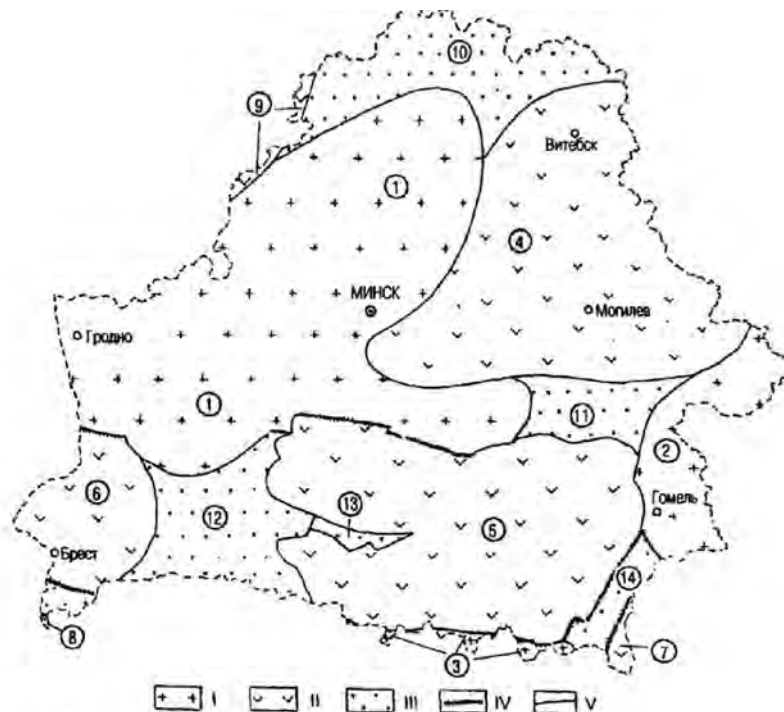 10
9
Витебск
1
4
МИНСК
Могилев
Гродно
1
11
2
6
Гомель
12
13
5
Брест
14
8
3
7
I II III IV V